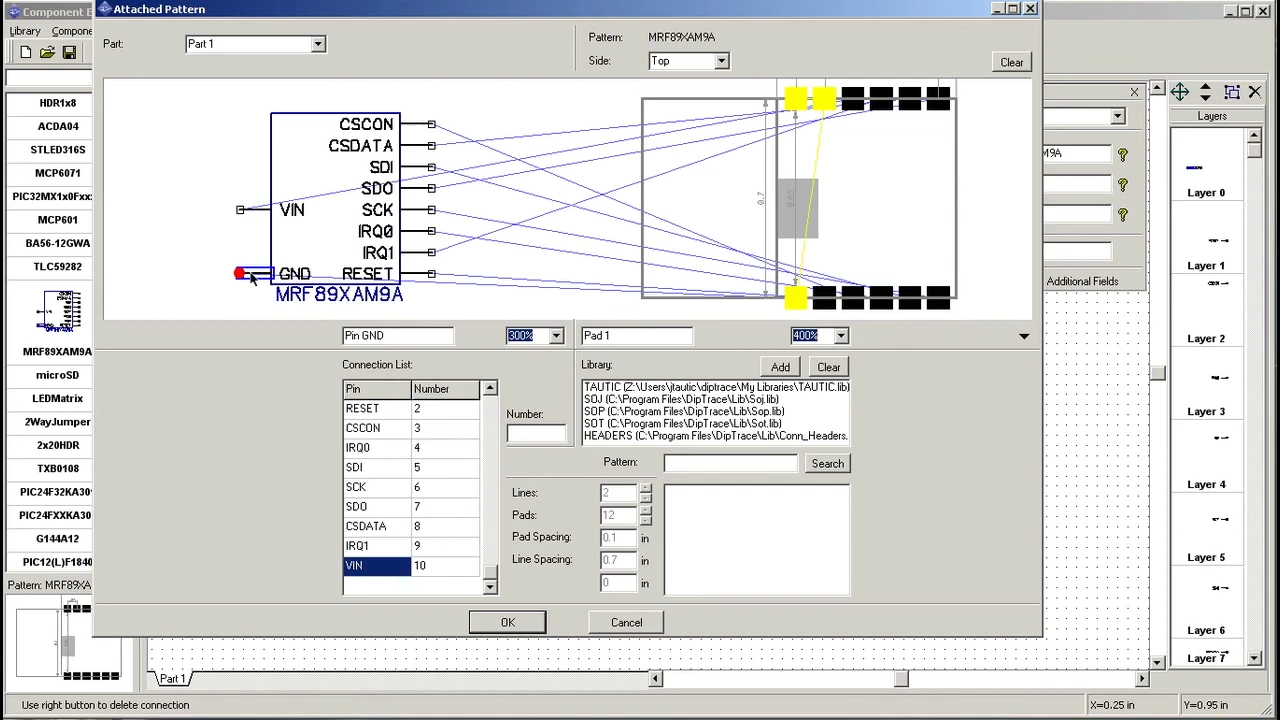 Component E
Attached Pattern
Library
Compone
Part:
Part 1
Pattern:
MRF89XAM9A
Side:
Top
Clear
HDR1x8
ACDA04
STLED316S
MCP6071
PIC32MX1x0Fxx
MCP601
BA56-12GWA
TLC59282
MRF89XAM9A
microSD
LEDMatrix
2WayJumper
2x20HDR
TXB0108
PIC24F32KA30
PIC24FXXKA30
G144A12
PIC12(L)F1840
Pattern: MRF89XA
CSCON
CSDATA
SDI
SDO
VIN
SCK
IRQ0
IRQ1
GND
RESET
MRF89XAM9A
0.7
Pin GND
300%
Pad 1
400%
Connection List:
Pin
Number
RESET
2
CSCON
3
IRQ0
4
SDI
5
SCK
6
SDO
7
CSDATA
8
IRQ1
9
VIN
10
Number:
Library:
Add
Clear
TAUTIC (Z:\Users\jtautic\diptrace\My Libraries\TAUTIC.lib)
SOJ (C:\Program Files\DipTrace\Lib\Soj.lib)
SOP (C:\Program Files\DipTrace\Lib\Sop.lib)
SOT (C:\Program Files\DipTrace\Lib\Sot.lib)
HEADERS (C:\Program Files\DipTrace\Lib\Conn_Headers.
Pattern:
Search
Lines:
2
Pads:
12
Pad Spacing:
0.1
in
Line Spacing:
0.7
in
0
in
OK
Cancel
M9A
Additional Fields
Layers
Layer 0
Layer 1
Layer 2
Layer 3
Layer 4
Layer 5
Layer 6
Layer 7
Part 1
Use right button to delete connection
X=0.25 in
Y=0.95 in